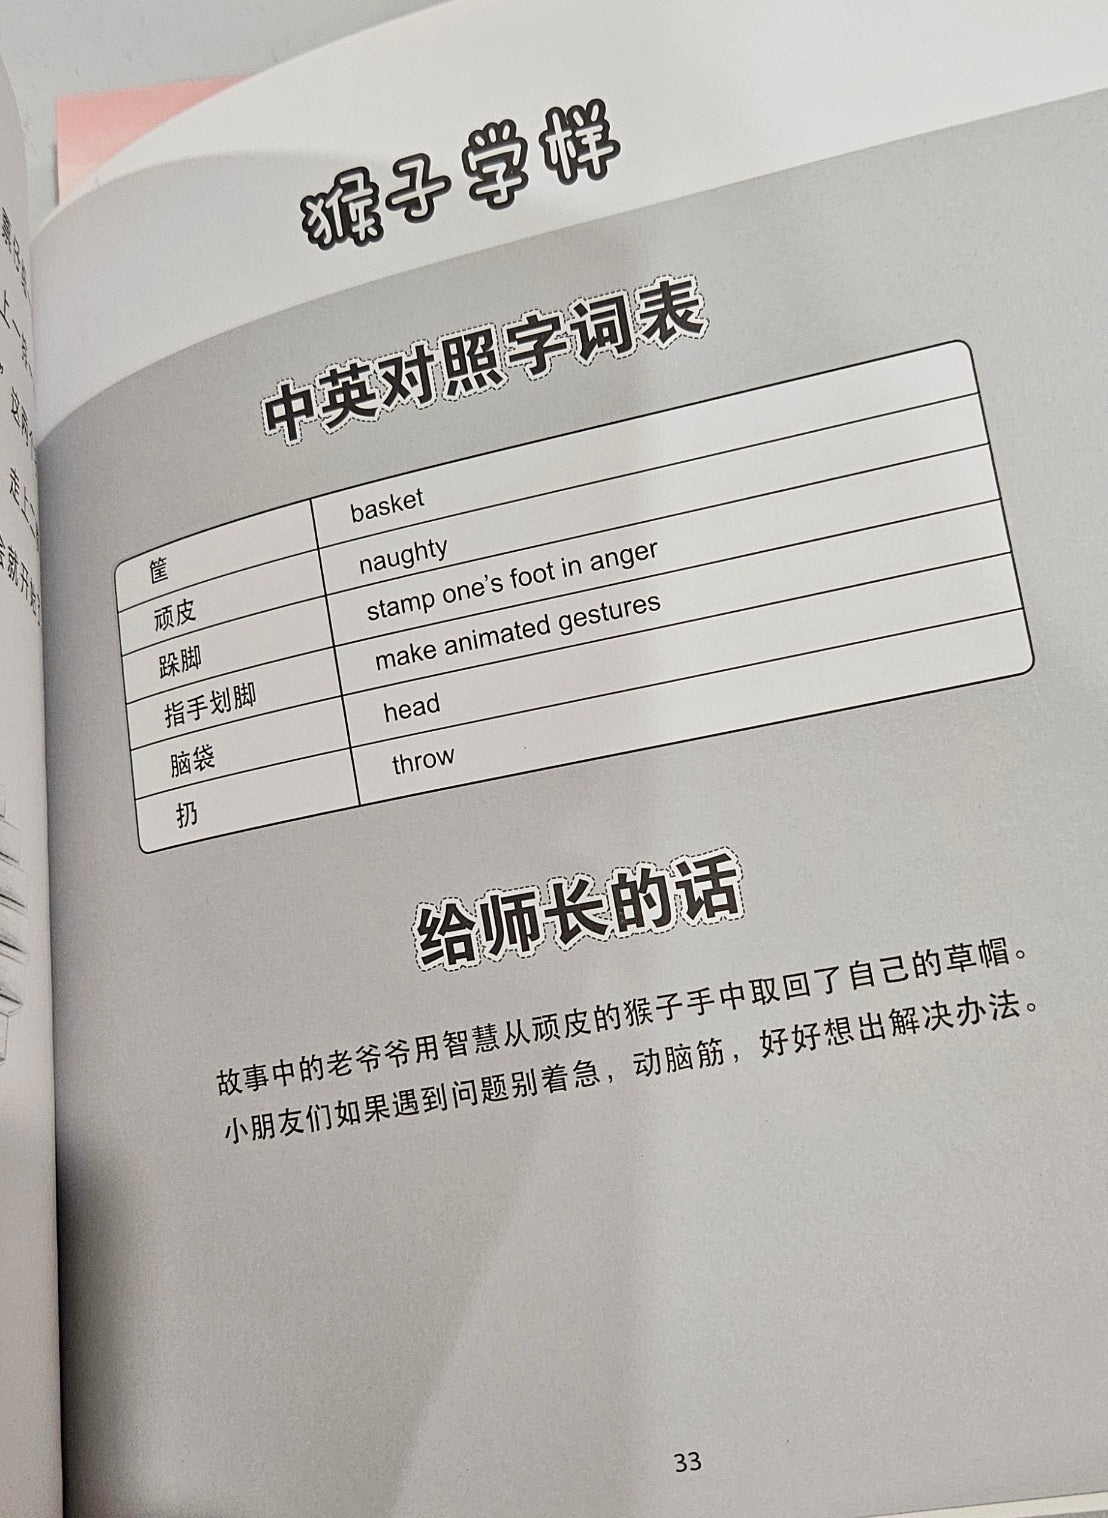 猴子学样
中英对照字词表
筐 basket
顽皮 naughty
跺脚 stamp one's foot in anger
指手划脚 make animated gestures
脑袋 head
扔 throw
给师长的话
故事中的老爷爷用智慧从顽皮的猴子手中取回了自己的草帽。
小朋友们如果遇到问题别着急，动脑筋，好好想出解决办法。
33